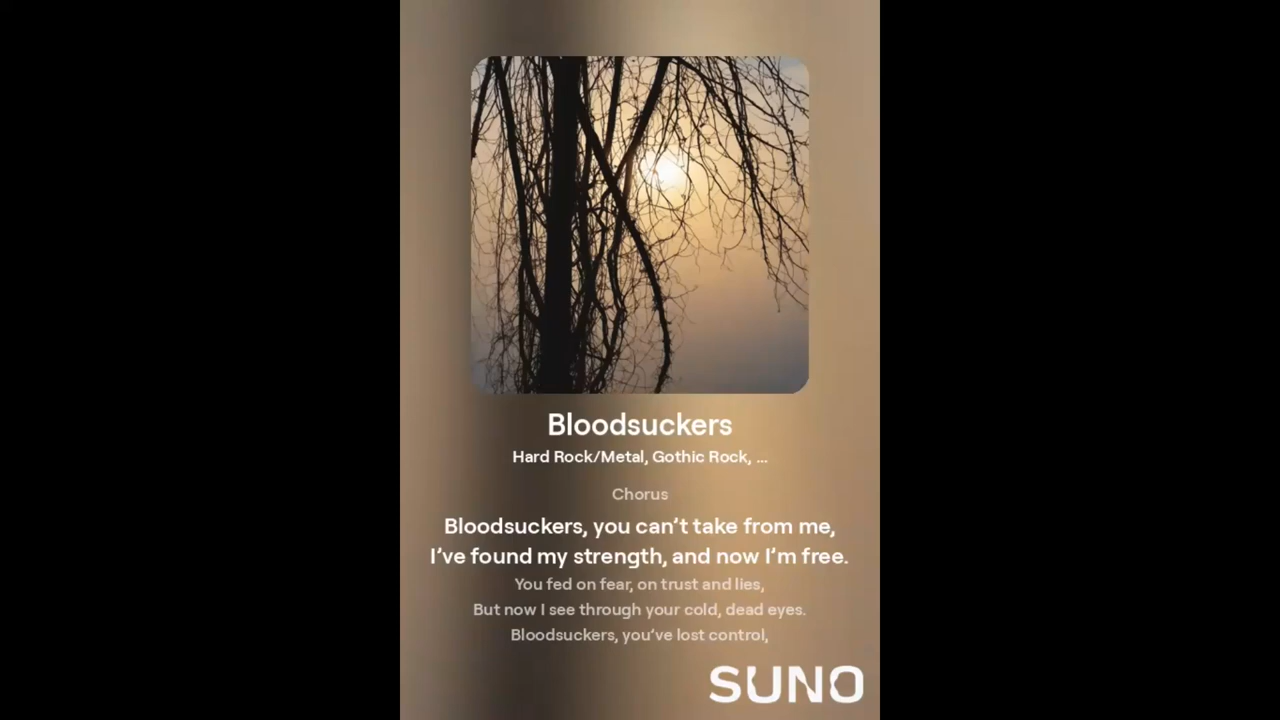 Bloodsuckers
Hard Rock/Metal, Gothic Rock, ...
Chorus
Bloodsuckers, you can’t take from me,
I’ve found my strength, and now I’m free.
You fed on fear, on trust and lies,
But now I see through your cold, dead eyes.
Bloodsuckers, you’ve lost control,
SUNO